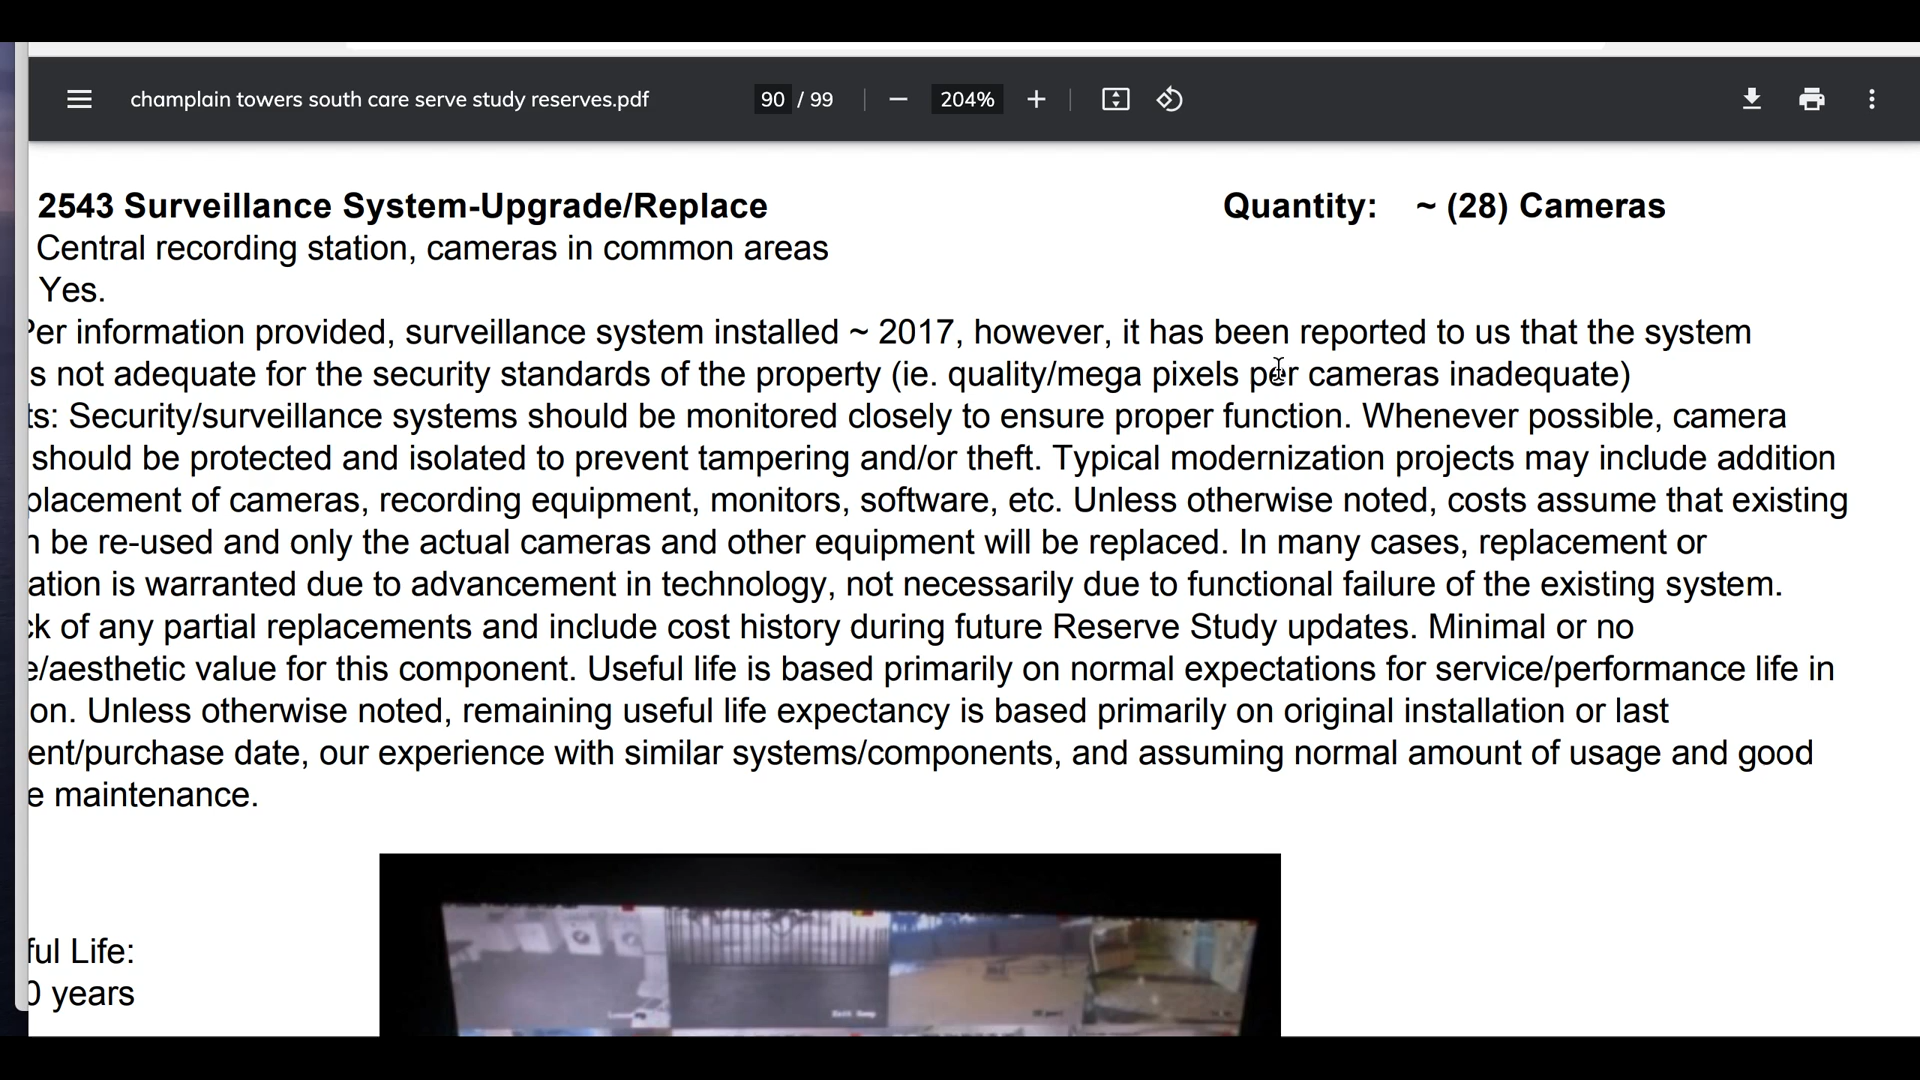 champlain towers south care serve study reserves.pdf 90 / 99 204%
2543 Surveillance System-Upgrade/Replace Quantity: ~ (28) Cameras
Central recording station, cameras in common areas
Yes.
Per information provided, surveillance system installed ~ 2017, however, it has been reported to us that the system
s not adequate for the security standards of the property (ie. quality/mega pixels per cameras inadequate)
ts: Security/surveillance systems should be monitored closely to ensure proper function. Whenever possible, camera
should be protected and isolated to prevent tampering and/or theft. Typical modernization projects may include addition
placement of cameras, recording equipment, monitors, software, etc. Unless otherwise noted, costs assume that existing
n be re-used and only the actual cameras and other equipment will be replaced. In many cases, replacement or
ation is warranted due to advancement in technology, not necessarily due to functional failure of the existing system.
ck of any partial replacements and include cost history during future Reserve Study updates. Minimal or no
e/aesthetic value for this component. Useful life is based primarily on normal expectations for service/performance life in
on. Unless otherwise noted, remaining useful life expectancy is based primarily on original installation or last
ent/purchase date, our experience with similar systems/components, and assuming normal amount of usage and good
e maintenance.
ful Life:
0 years